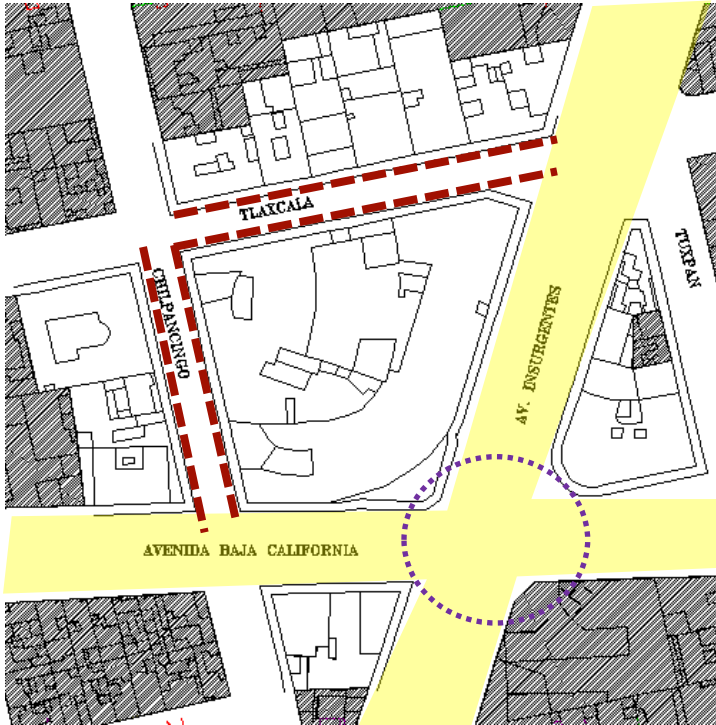 TLAXCALA
TUXPAN
CHILPANCINGO
AV. INSURGENTES
AVENIDA BAJA CALIFORNIA